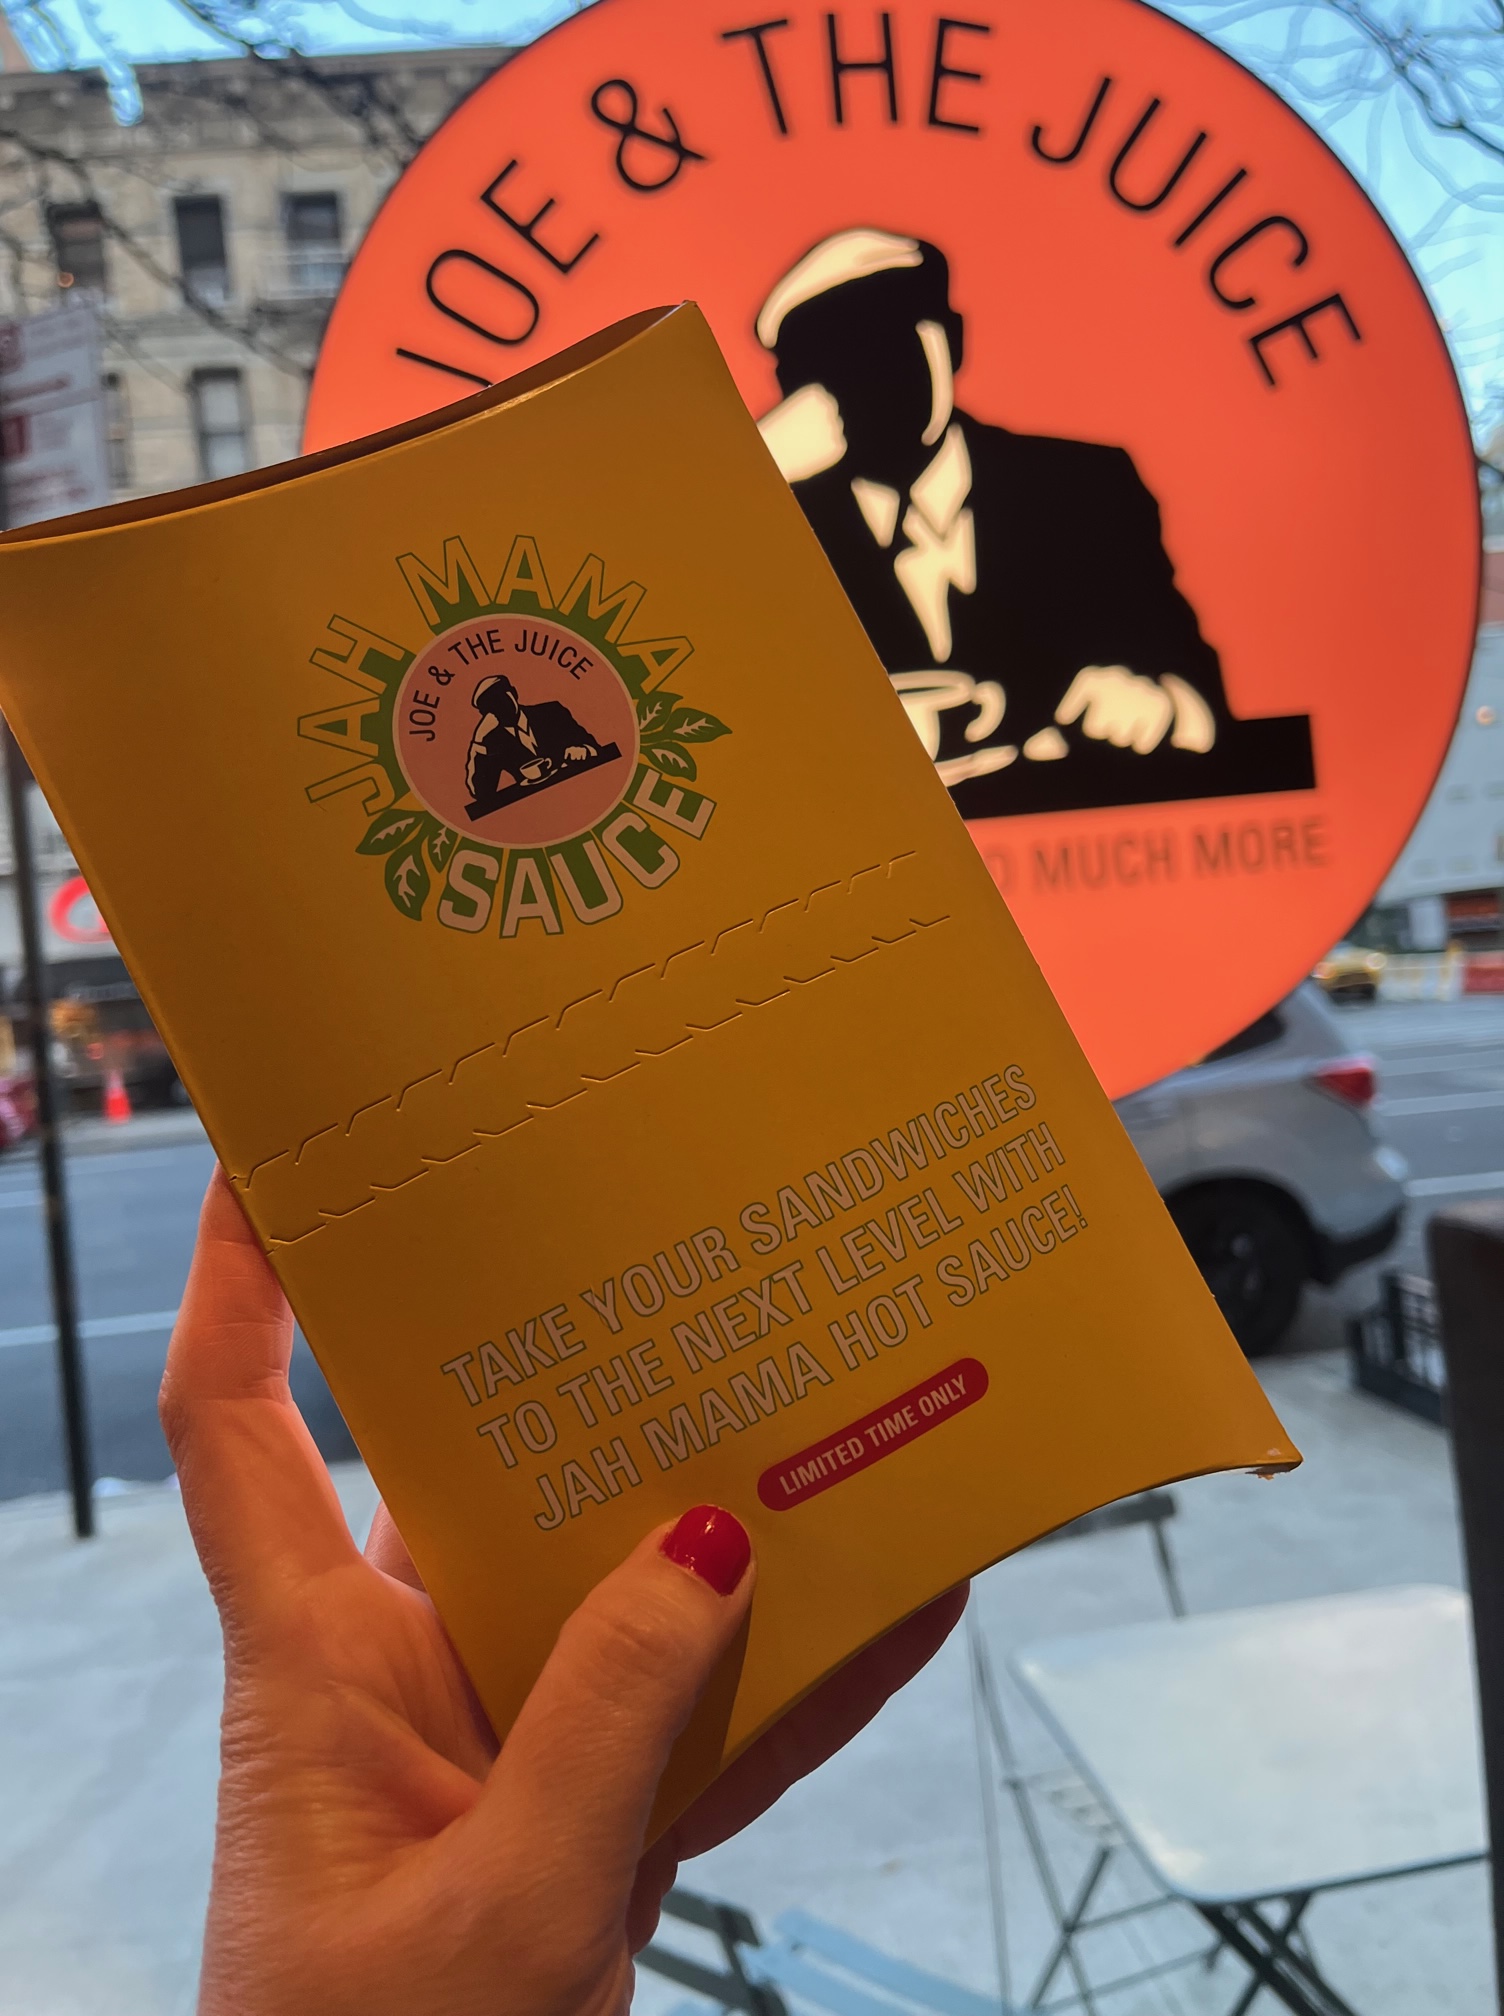 JOE & THE JUICE
MUCH MORE
JAH MAMA
JOE & THE JUICE
SAUCE
TAKE YOUR SANDWICHES
TO THE NEXT LEVEL WITH
JAH MAMA HOT SAUCE!
LIMITED TIME ONLY